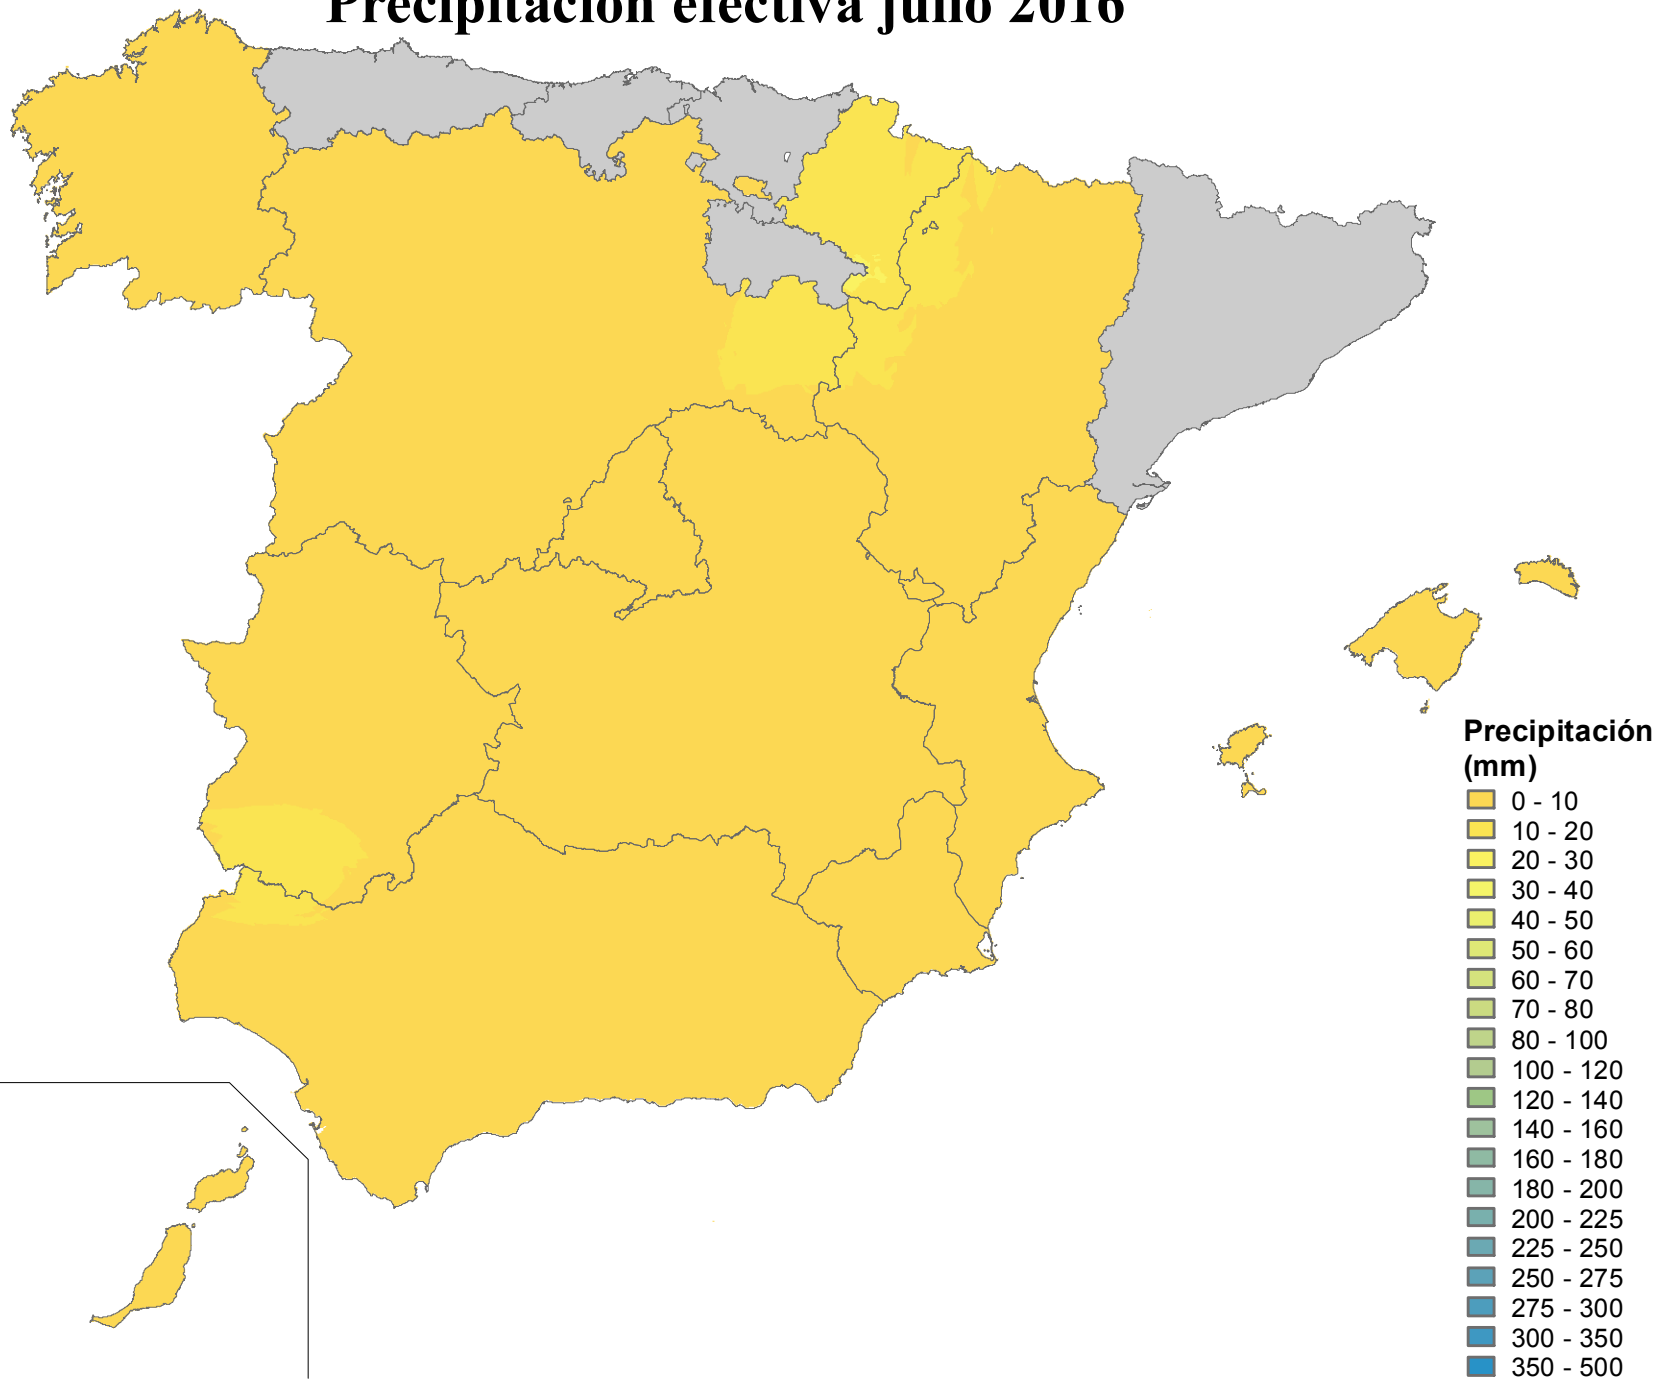 Precipitación efectiva julio 2016
Precipitación
(mm)
0 - 10
10 - 20
20 - 30
30 - 40
40 - 50
50 - 60
60 - 70
70 - 80
80 - 100
100 - 120
120 - 140
140 - 160
160 - 180
180 - 200
200 - 225
225 - 250
250 - 275
275 - 300
300 - 350
350 - 500